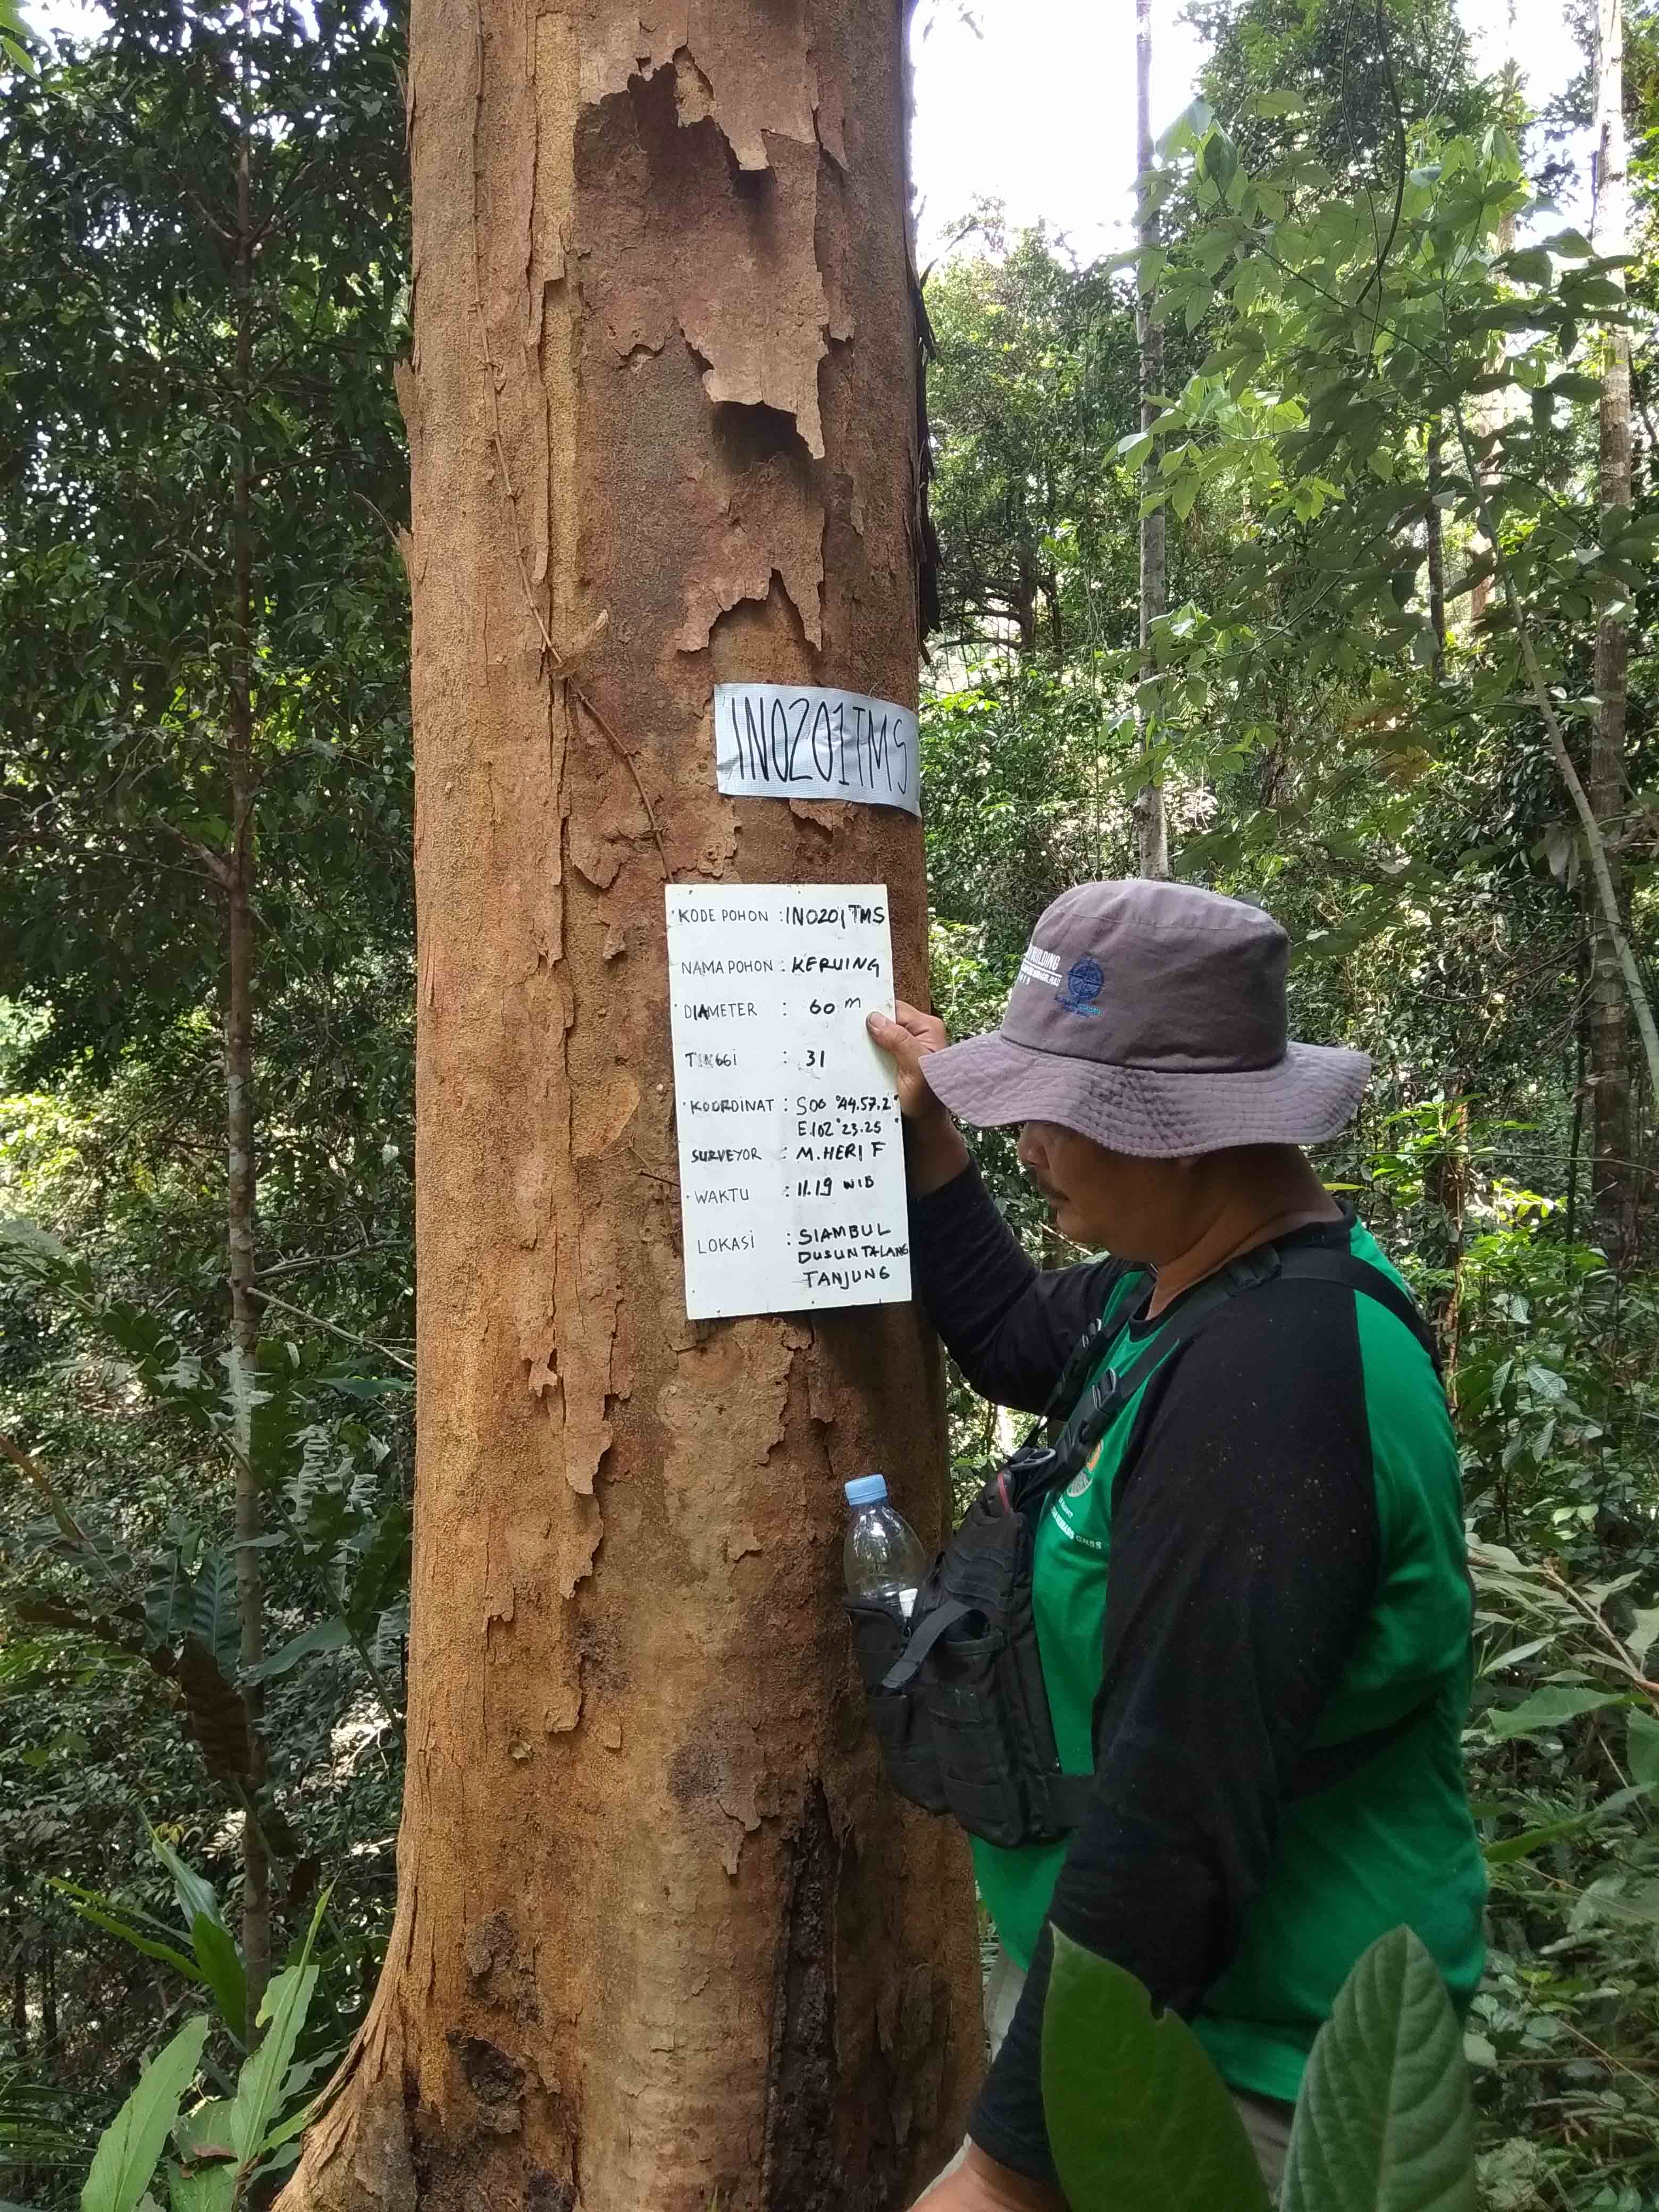 IN0201TMS
KODE POHON : IN0201TMS
NAMA POHON : KERUING
DIAMETER : 60 m
TINGGI : 31
KOORDINAT : S00°44.57.2"
E.102°23.25"
SURVEYOR : M.HERI F
WAKTU : 11.19 WIB
LOKASI : SIAMBUL
DUSUN TALANG
TANJUNG